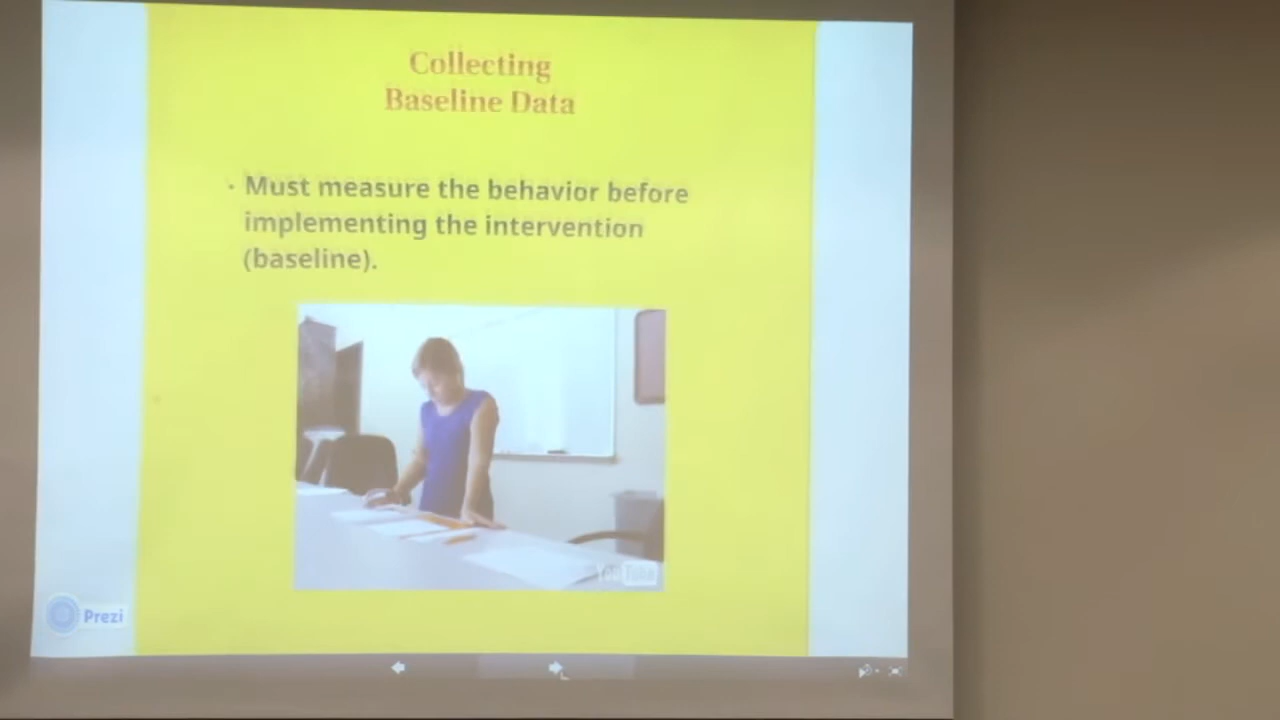 Collecting
Baseline Data
· Must measure the behavior before
implementing the intervention
(baseline).
YouTube
Prezi